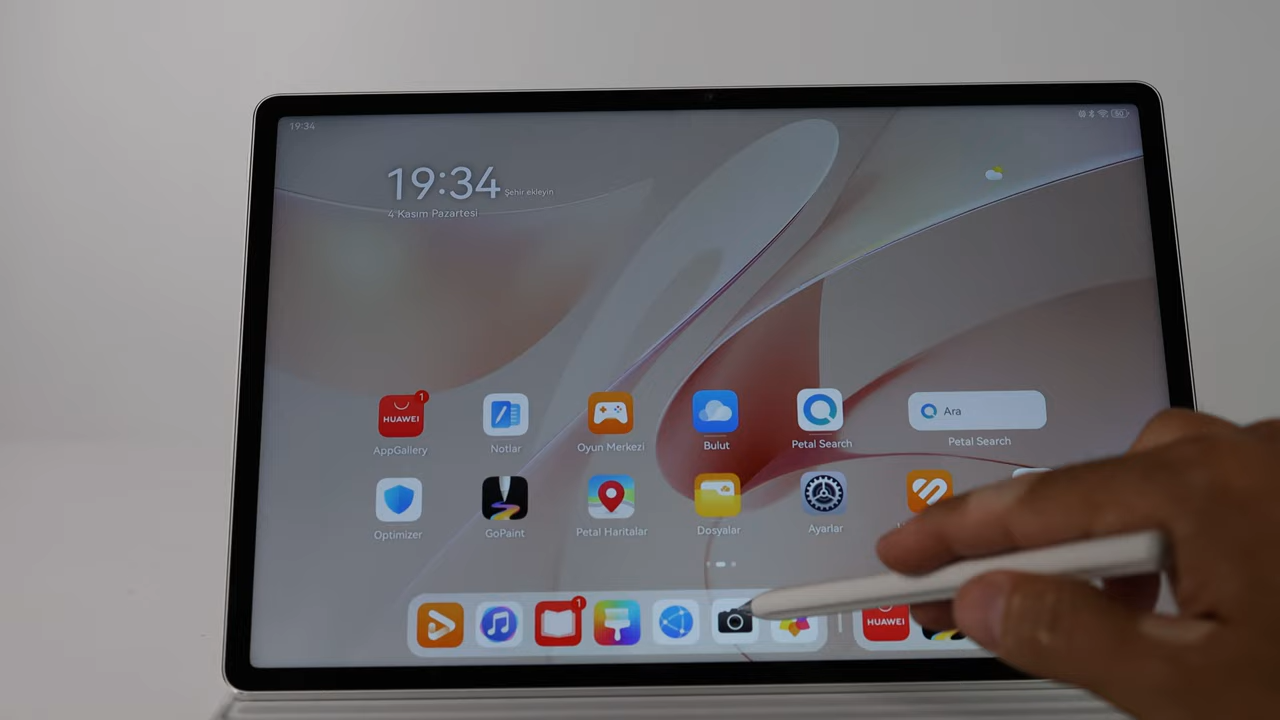 19:34
80
19:34 Şehir ekleyin
4 Kasım Pazartesi
HUAWEI 1
Ara
AppGallery
Notlar
Oyun Merkezi
Bulut
Petal Search
Petal Search
Optimizer
GoPaint
Petal Haritalar
Dosyalar
Ayarlar
1
HUAWEI